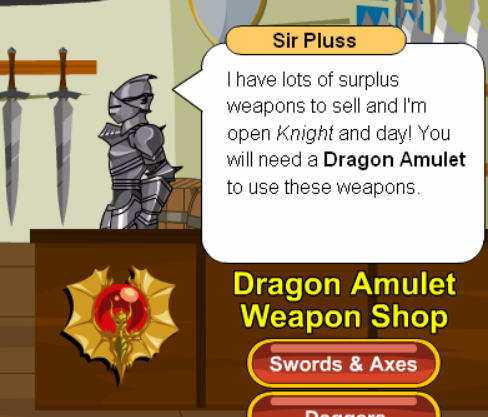 Sir Pluss
I have lots of surplus
weapons to sell and I'm
open Knight and day! You
will need a Dragon Amulet
to use these weapons.
Dragon Amulet
Weapon Shop
Swords & Axes
Daggers